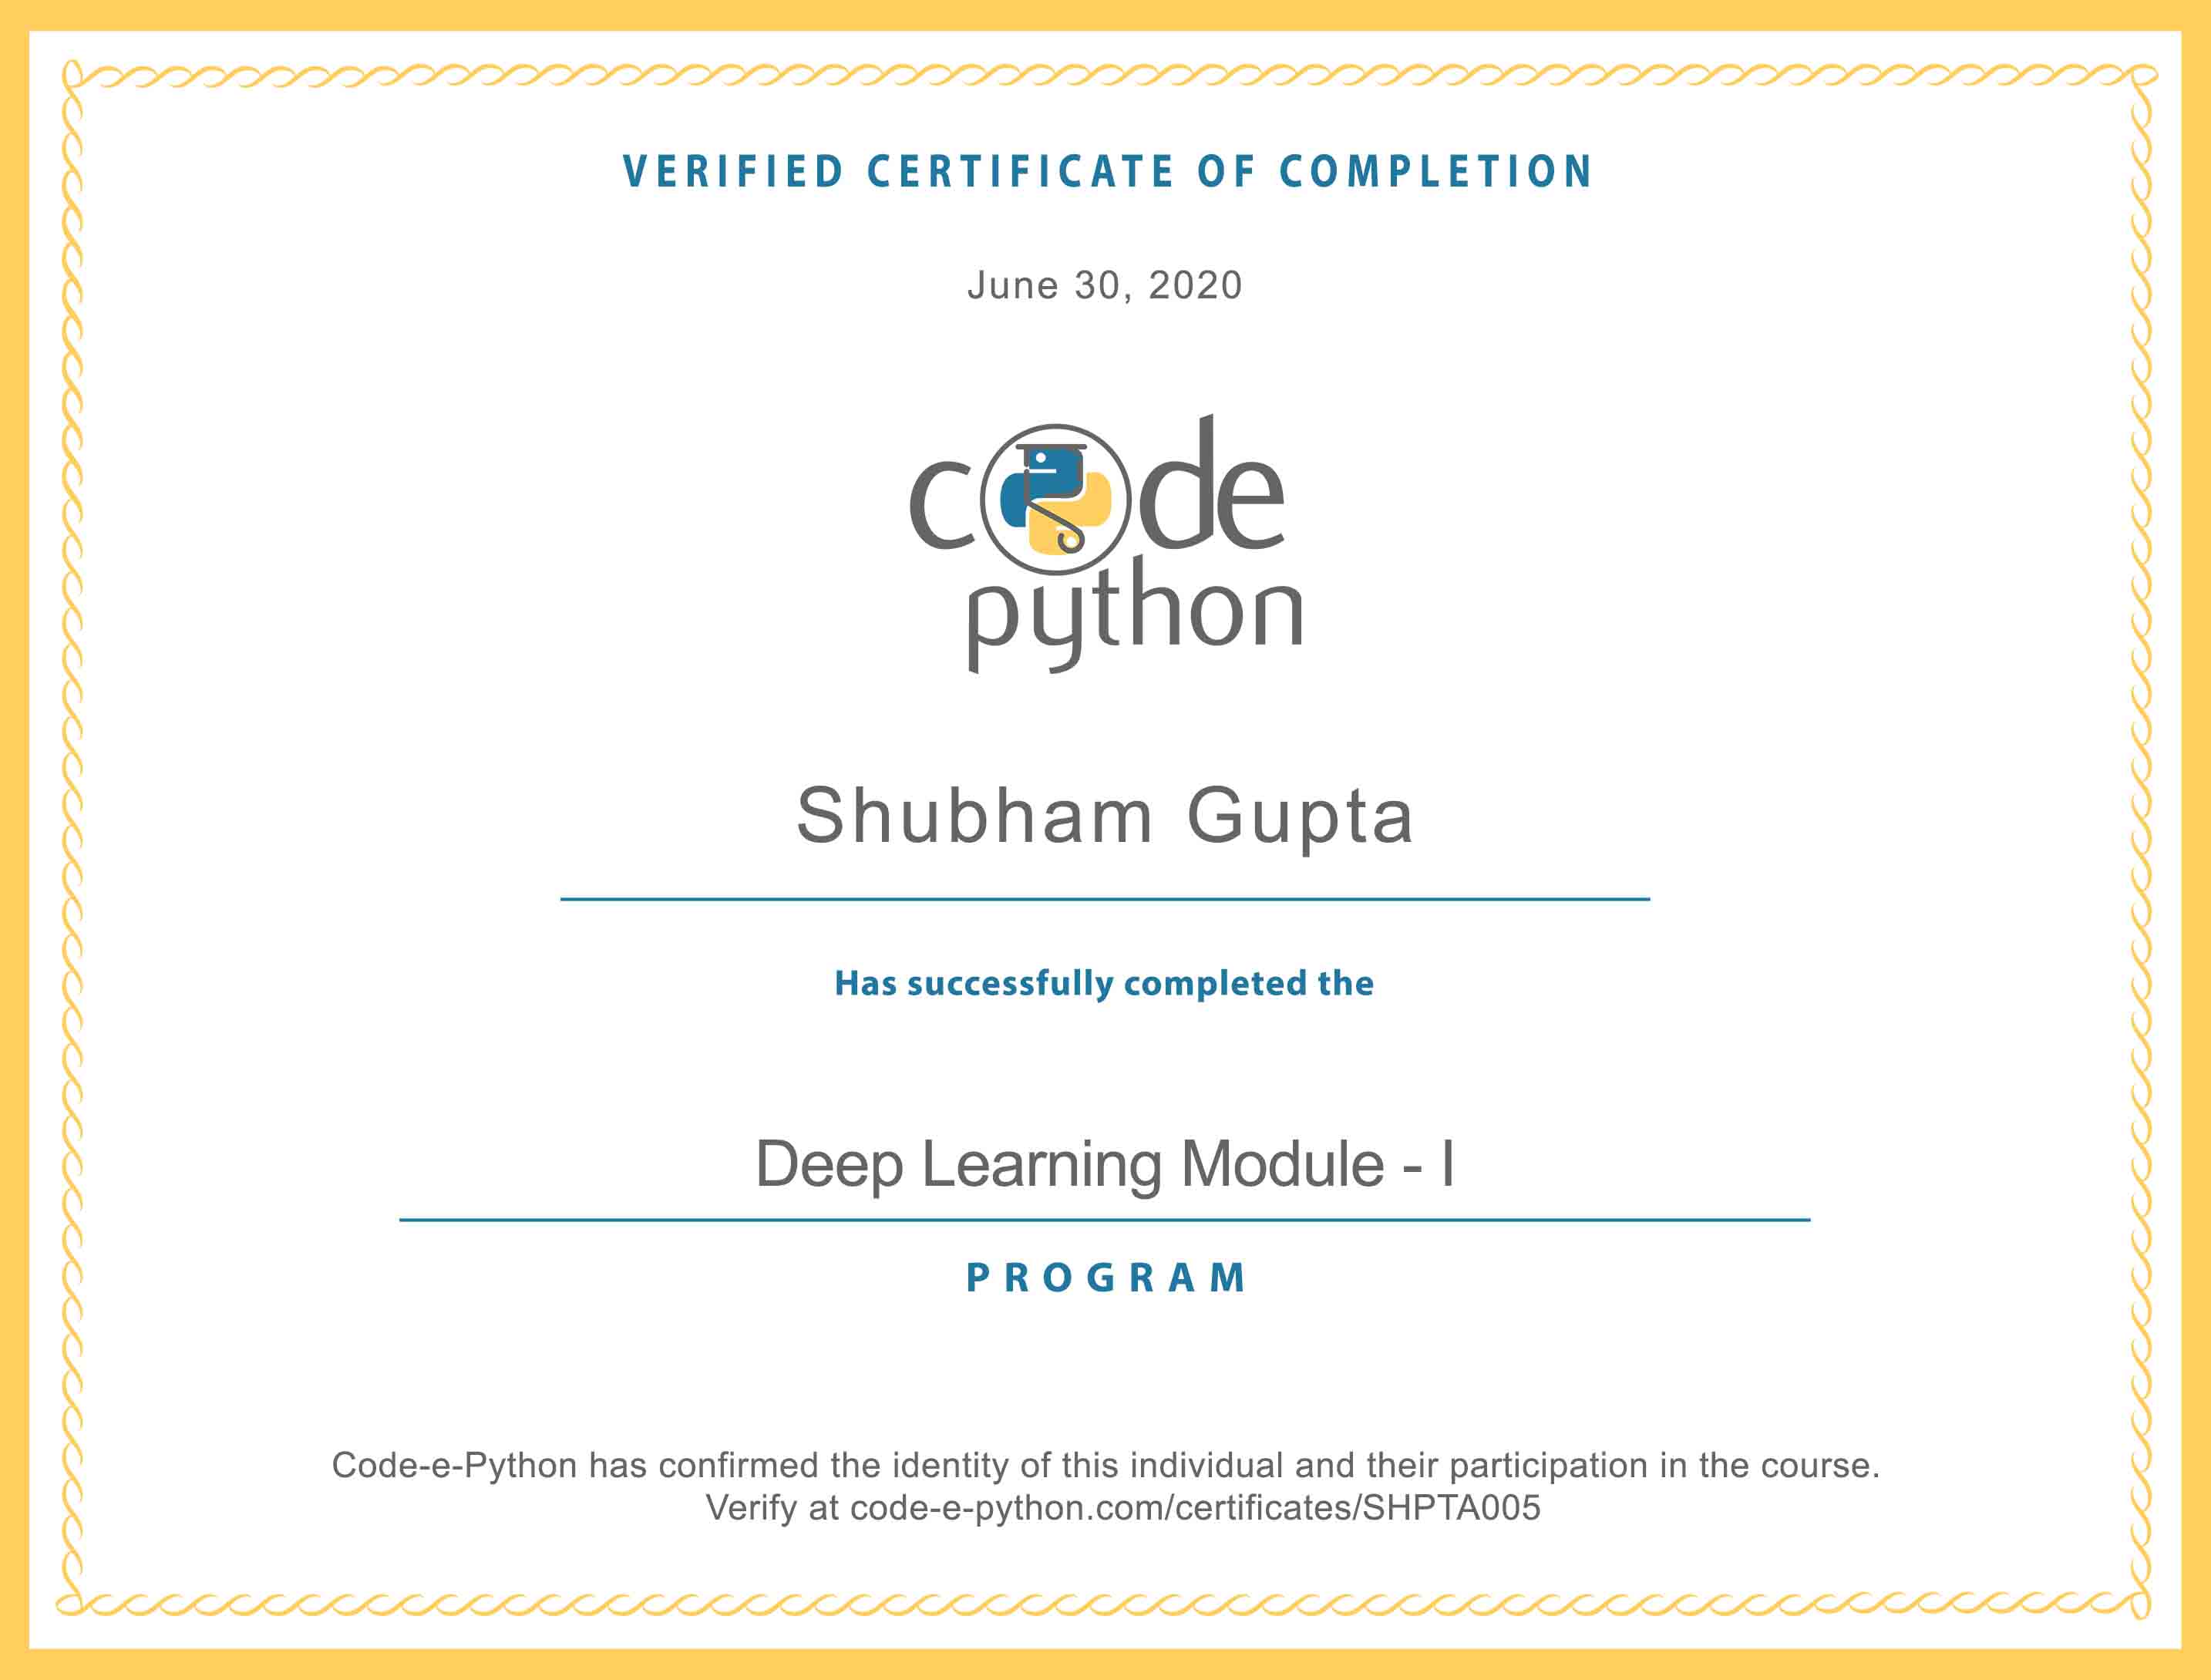 VERIFIED CERTIFICATE OF COMPLETION
June 30, 2020
code
python
Shubham Gupta
Has successfully completed the
Deep Learning Module - I
PROGRAM
Code-e-Python has confirmed the identity of this individual and their participation in the course.
Verify at code-e-python.com/certificates/SHPTA005